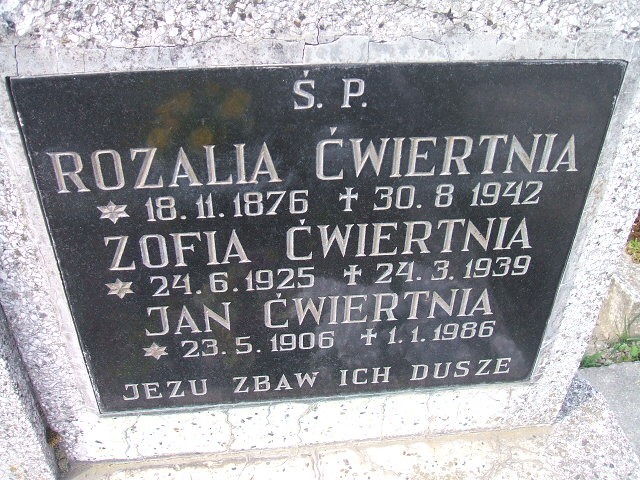 Ś. P.
ROZALIA ĆWIERTNIA
18.11.1876 ✝ 30.8 1942
ZOFIA ĆWIERTNIA
24.6.1925 ✝ 24.3.1939
JAN ĆWIERTNIA
23.5.1906 ✝ 1.1.1986
JEZU ZBAW ICH DUSZE